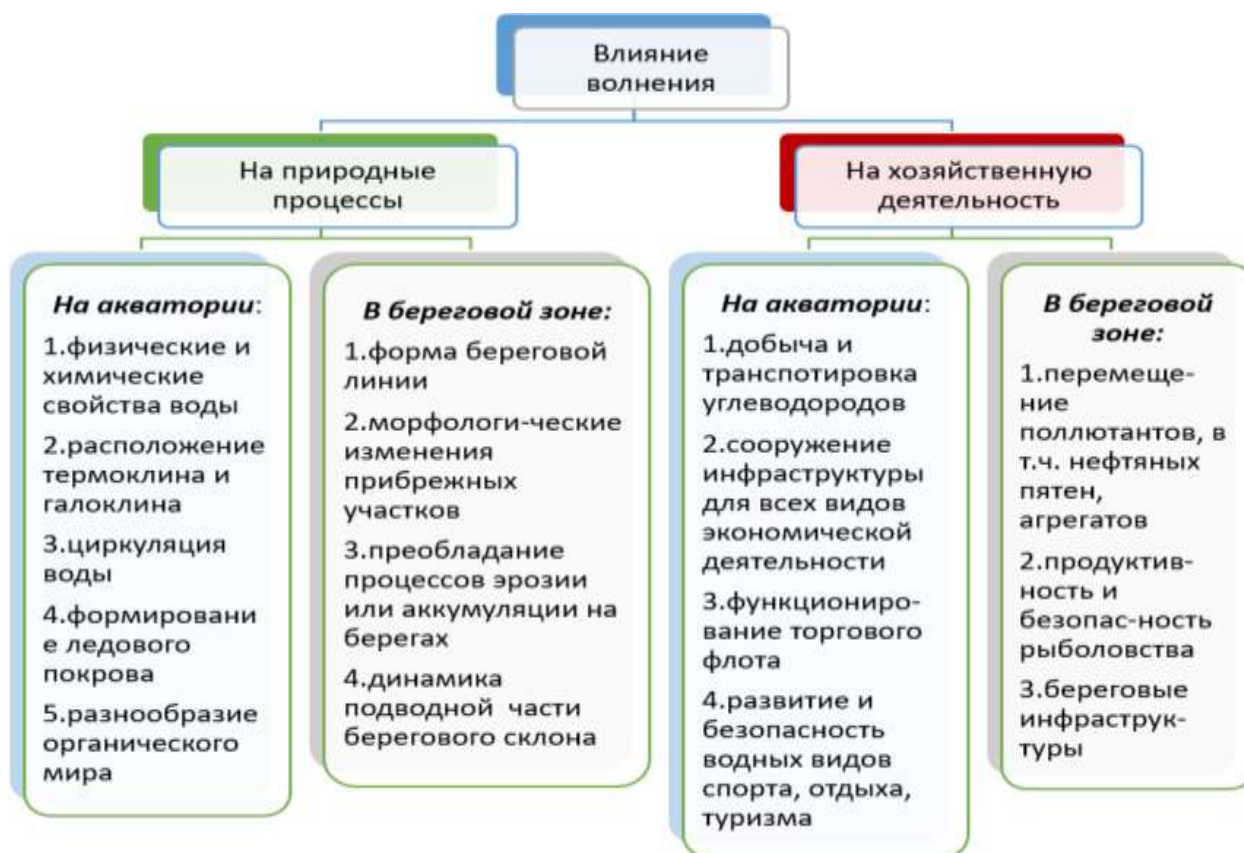 Влияние
волнения
На природные
процессы
На хозяйственную
деятельность
На акватории:
1.физические и
химические
свойства воды
2.расположение
термоклина и
галоклина
3.циркуляция
воды
4.формировани
е ледового
покрова
5.разнообразие
органического
мира
В береговой зоне:
1.форма береговой
линии
2.морфологи-ческие
изменения
прибрежных
участков
3.преобладание
процессов эрозии
или аккумуляции на
берегах
4.динамика
подводной части
берегового склона
На акватории:
1.добыча и
транспотировка
углеводородов
2.сооружение
инфраструктуры
для всех видов
экономической
деятельности
3.функциониро-
вание торгового
флота
4.развитие и
безопасность
водных видов
спорта, отдыха,
туризма
В береговой
зоне:
1.перемеще-
ние
поллютантов, в
т.ч. нефтяных
пятен,
агрегатов
2.продуктив-
ность и
безопас-ность
рыболовства
3.береговые
инфраструк-
туры